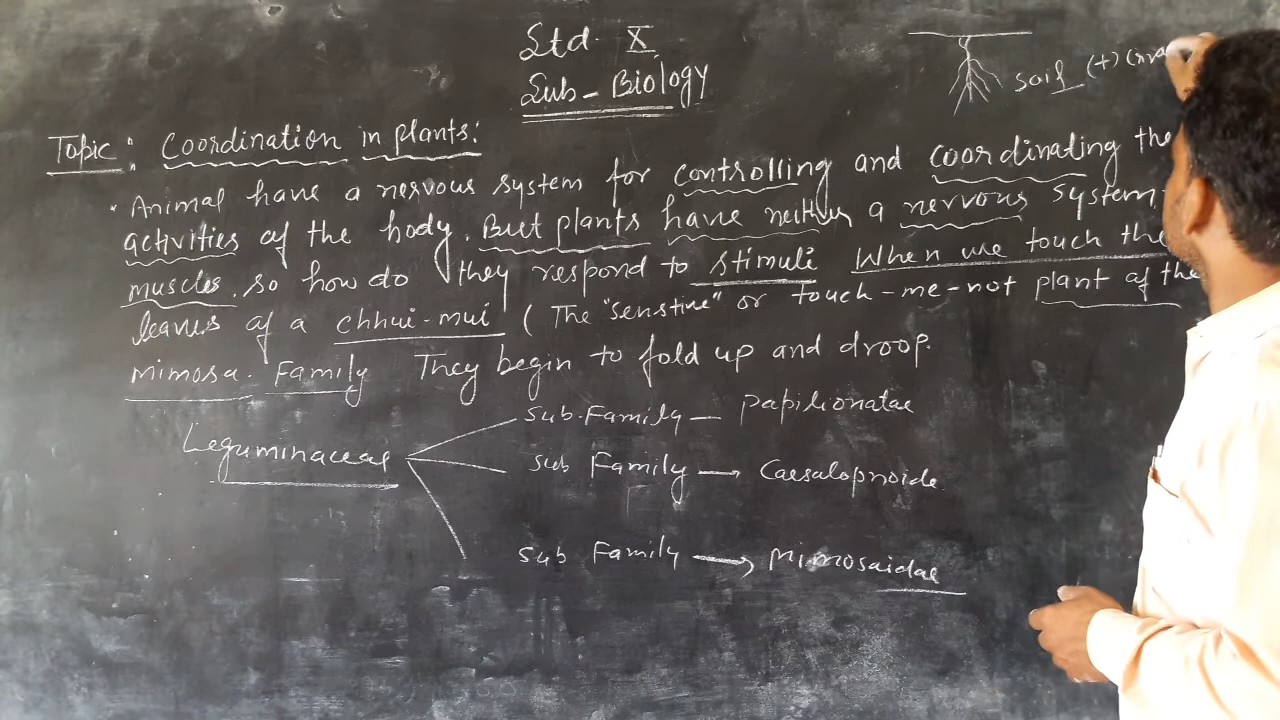 Std. X
Sub - Biology
soil (+)
Topic: Coordination in plants:
• Animal have a nervous system for controlling and coordinating the
activities of the body. But plants have neither a nervous system,
muscles. so how do they respond to stimuli When we touch the
leaves of a chhui-mui (The "senstive" or touch-me-not plant of the
mimosa. Family They begin to fold up and droop.
Leguminaceae
Sub.Family — Papilionatae
Sub Family → Caesalopnoide
Sub Family → Mimosaidae